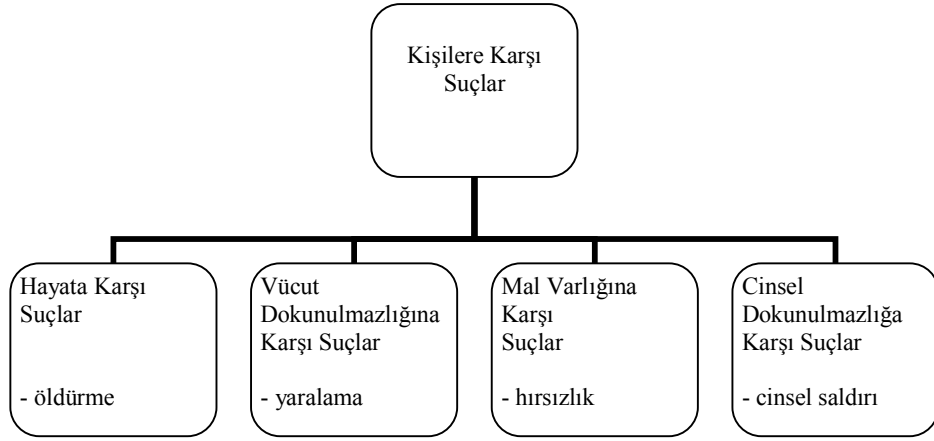 Kişilere Karşı
Suçlar
Hayata Karşı
Suçlar
- öldürme
Vücut
Dokunulmazlığına
Karşı Suçlar
- yaralama
Mal Varlığına
Karşı
Suçlar
- hırsızlık
Cinsel
Dokunulmazlığa
Karşı Suçlar
- cinsel saldırı